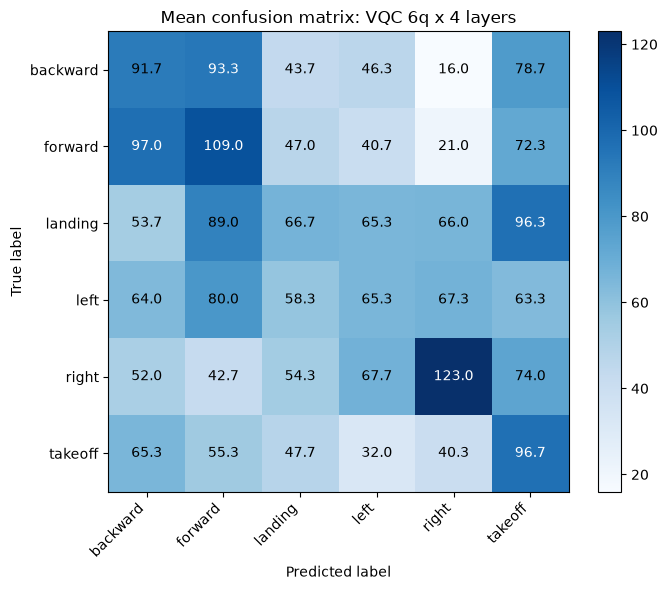 Mean confusion matrix: VQC 6q x 4 layers
backward 91.7 93.3 43.7 46.3 16.0 78.7
forward 97.0 109.0 47.0 40.7 21.0 72.3
landing 53.7 89.0 66.7 65.3 66.0 96.3
left 64.0 80.0 58.3 65.3 67.3 63.3
right 52.0 42.7 54.3 67.7 123.0 74.0
takeoff 65.3 55.3 47.7 32.0 40.3 96.7
backward forward landing left right takeoff
Predicted label
True label
120
100
80
60
40
20